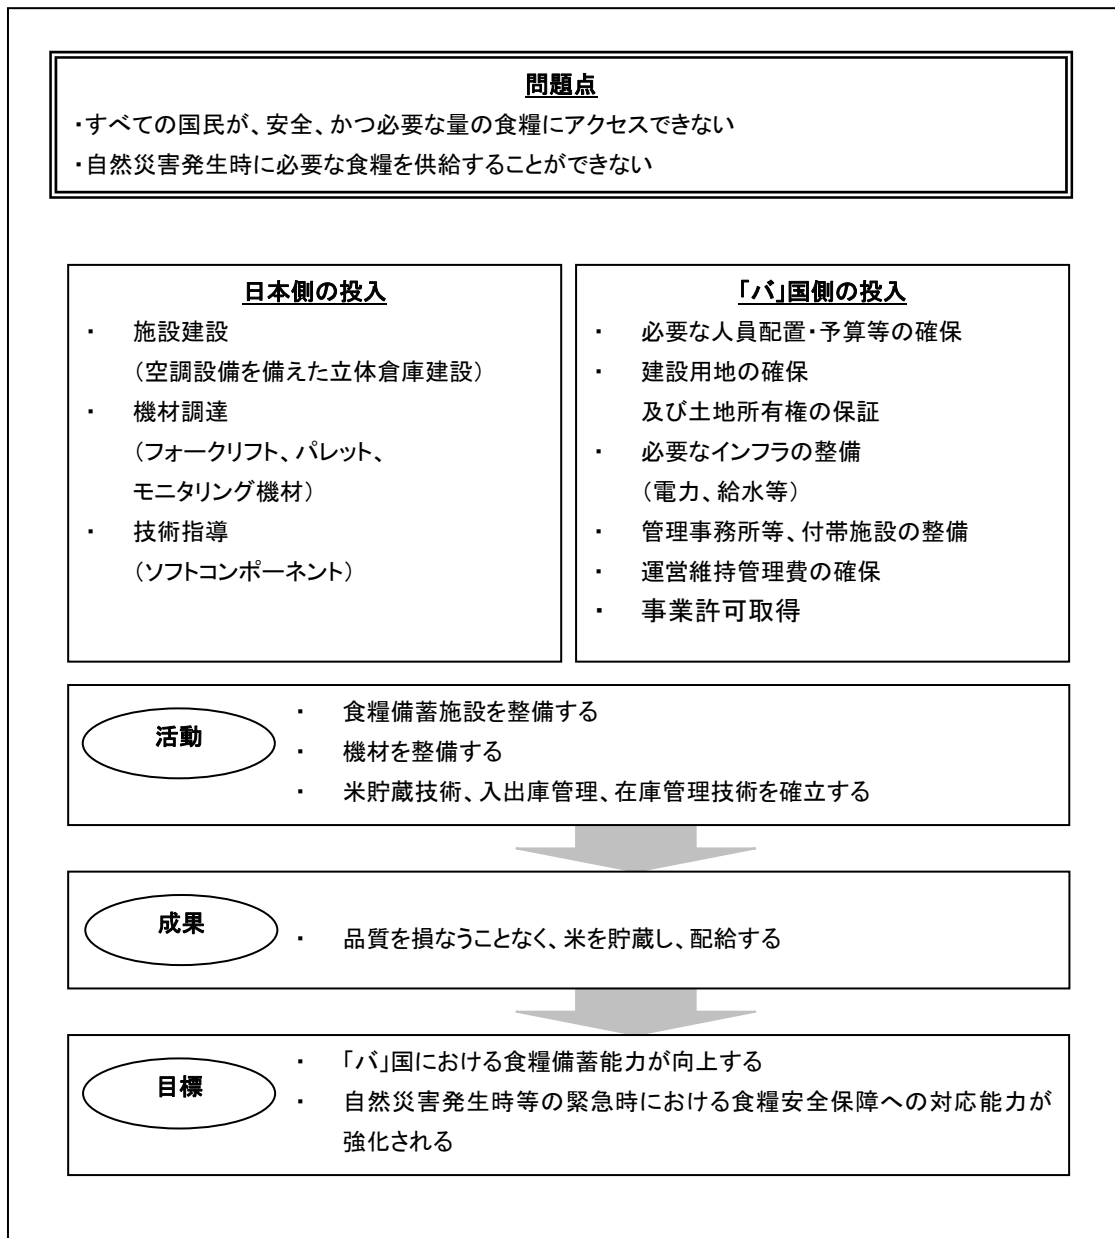 問題点
・すべての国民が、安全、かつ必要な量の食糧にアクセスできない
・自然災害発生時に必要な食糧を供給することができない
日本側の投入
・ 施設建設
（空調設備を備えた立体倉庫建設）
・ 機材調達
（フォークリフト、パレット、
モニタリング機材）
・ 技術指導
（ソフトコンポーネント）
「バ」国側の投入
・ 必要な人員配置・予算等の確保
・ 建設用地の確保
及び土地所有権の保証
・ 必要なインフラの整備
（電力、給水等）
・ 管理事務所等、付帯施設の整備
・ 運営維持管理費の確保
・ 事業許可取得
活動
・ 食糧備蓄施設を整備する
・ 機材を整備する
・ 米貯蔵技術、入出庫管理、在庫管理技術を確立する
成果
・ 品質を損なうことなく、米を貯蔵し、配給する
目標
・ 「バ」国における食糧備蓄能力が向上する
・ 自然災害発生時等の緊急時における食糧安全保障への対応能力が
強化される